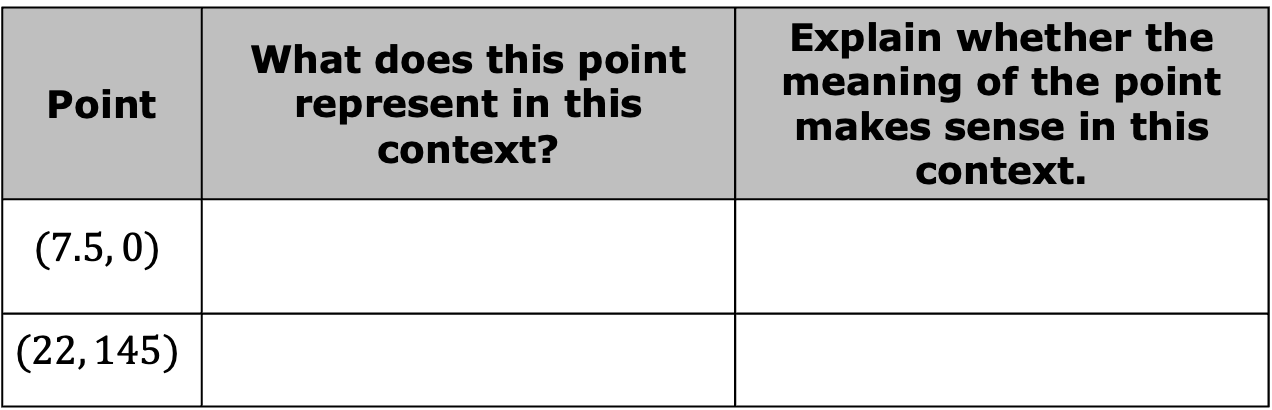 Point
What does this point
represent in this
context?
Explain whether the
meaning of the point
makes sense in this
context.
(7.5, 0)
(22, 145)